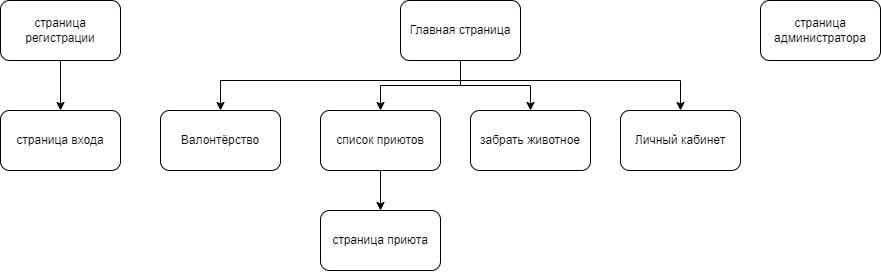 страница
регистрации
Главная страница
страница
администратора
страница входа
Валонтёрство
список приютов
забрать животное
Личный кабинет
страница приюта